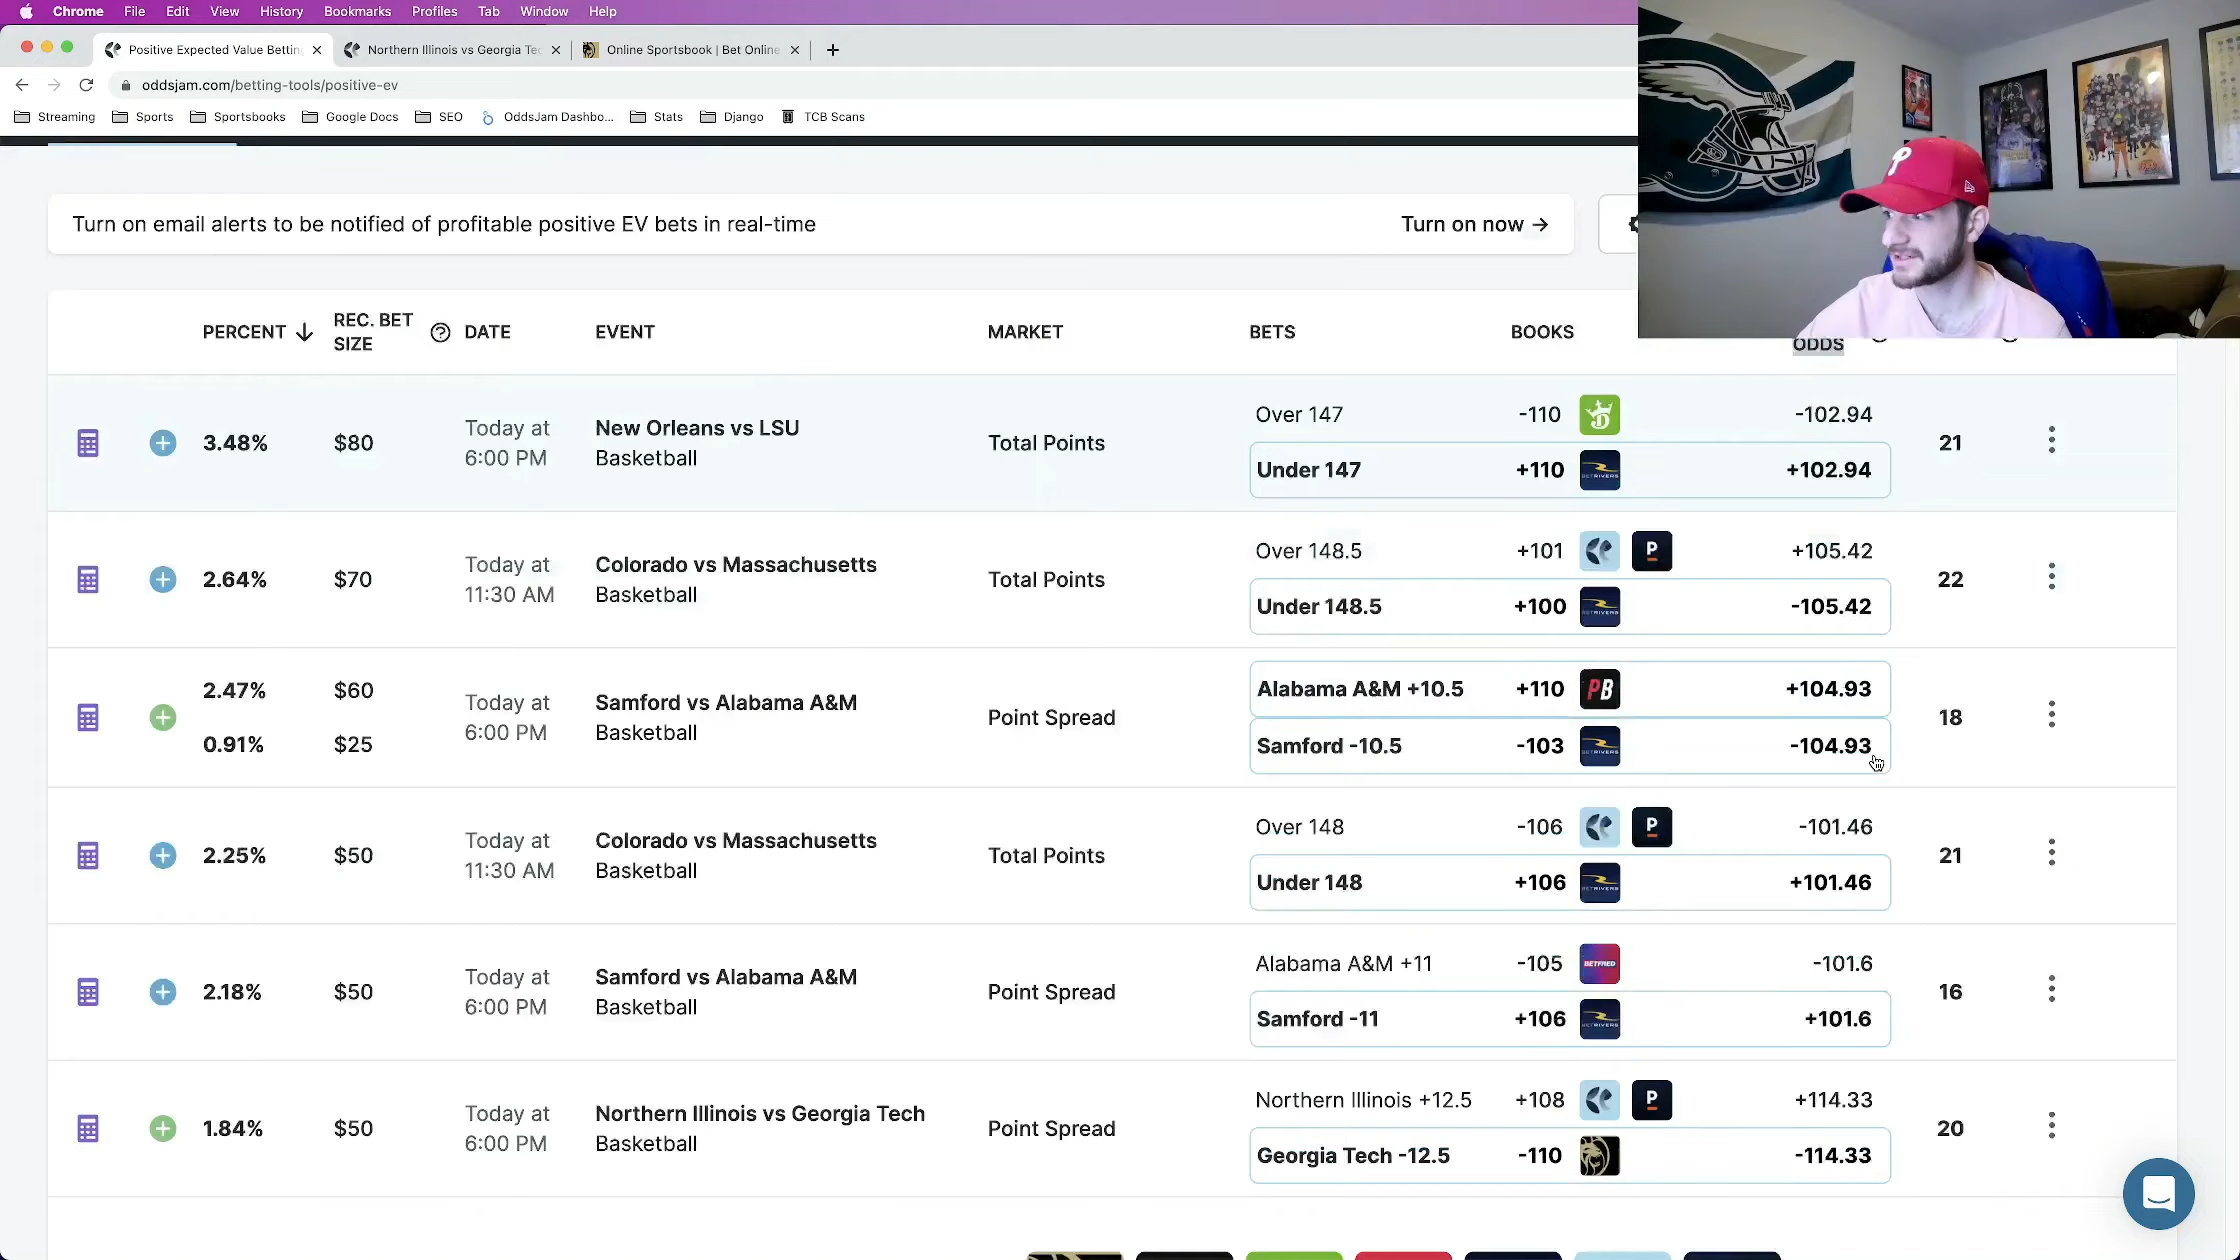 Chrome File Edit View History Bookmarks Profiles Tab Window Help
Positive Expected Value Betting Northern Illinois vs Georgia Tec Online Sportsbook | Bet Online
oddsjam.com/betting-tools/positive-ev
Streaming Sports Sportsbooks Google Docs SEO OddsJam Dashbo... Stats Django TCB Scans
Turn on email alerts to be notified of profitable positive EV bets in real-time Turn on now →
PERCENT REC. BET SIZE DATE EVENT MARKET BETS BOOKS ODDS
3.48% $80 Today at 6:00 PM New Orleans vs LSU Basketball Total Points
Over 147 -110 -102.94 21
Under 147 +110 BETRIVERS +102.94
2.64% $70 Today at 11:30 AM Colorado vs Massachusetts Basketball Total Points
Over 148.5 +101 P +105.42 22
Under 148.5 +100 BETRIVERS -105.42
2.47% $60 Today at 6:00 PM Samford vs Alabama A&M Basketball Point Spread
0.91% $25
Alabama A&M +10.5 +110 PB +104.93 18
Samford -10.5 -103 BETRIVERS -104.93
2.25% $50 Today at 11:30 AM Colorado vs Massachusetts Basketball Total Points
Over 148 -106 P -101.46 21
Under 148 +106 BETRIVERS +101.46
2.18% $50 Today at 6:00 PM Samford vs Alabama A&M Basketball Point Spread
Alabama A&M +11 -105 BETFRED -101.6 16
Samford -11 +106 BETRIVERS +101.6
1.84% $50 Today at 6:00 PM Northern Illinois vs Georgia Tech Basketball Point Spread
Northern Illinois +12.5 +108 P +114.33 20
Georgia Tech -12.5 -110 -114.33